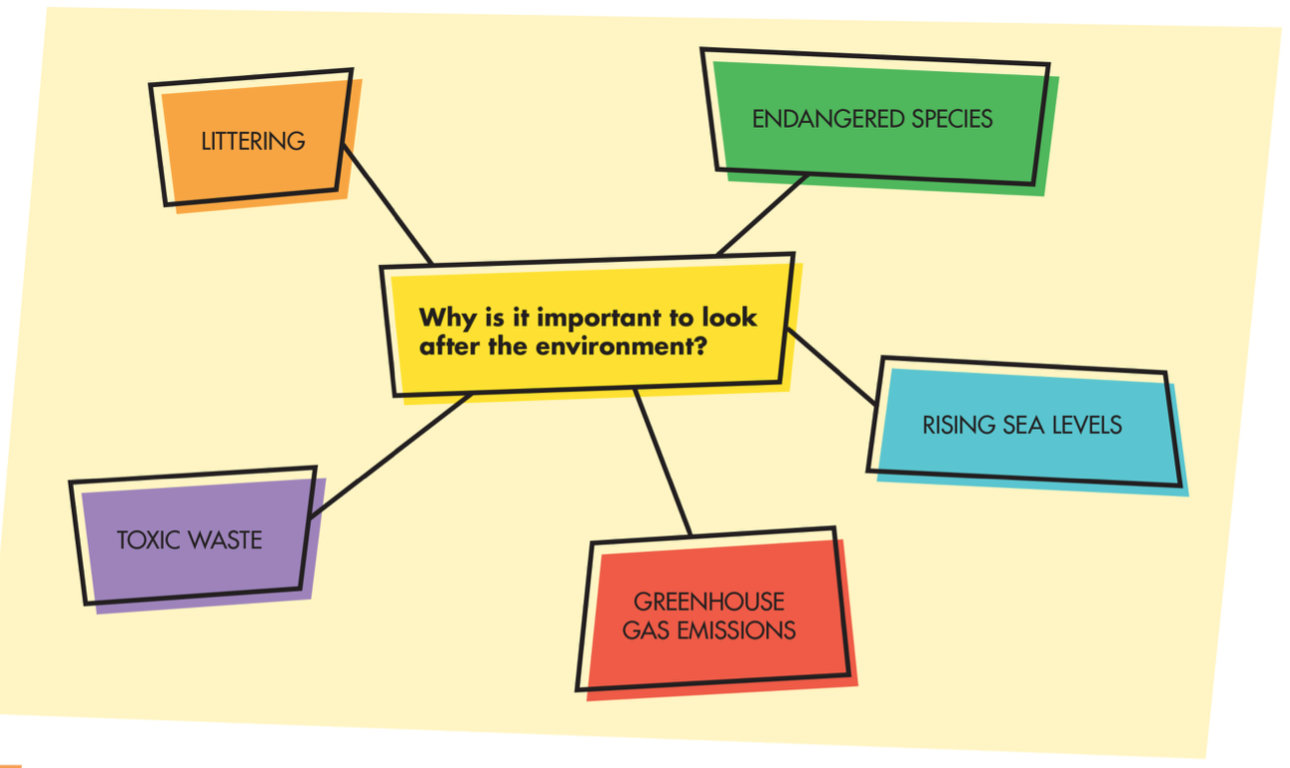 LITTERING
ENDANGERED SPECIES
Why is it important to look
after the environment?
RISING SEA LEVELS
TOXIC WASTE
GREENHOUSE
GAS EMISSIONS